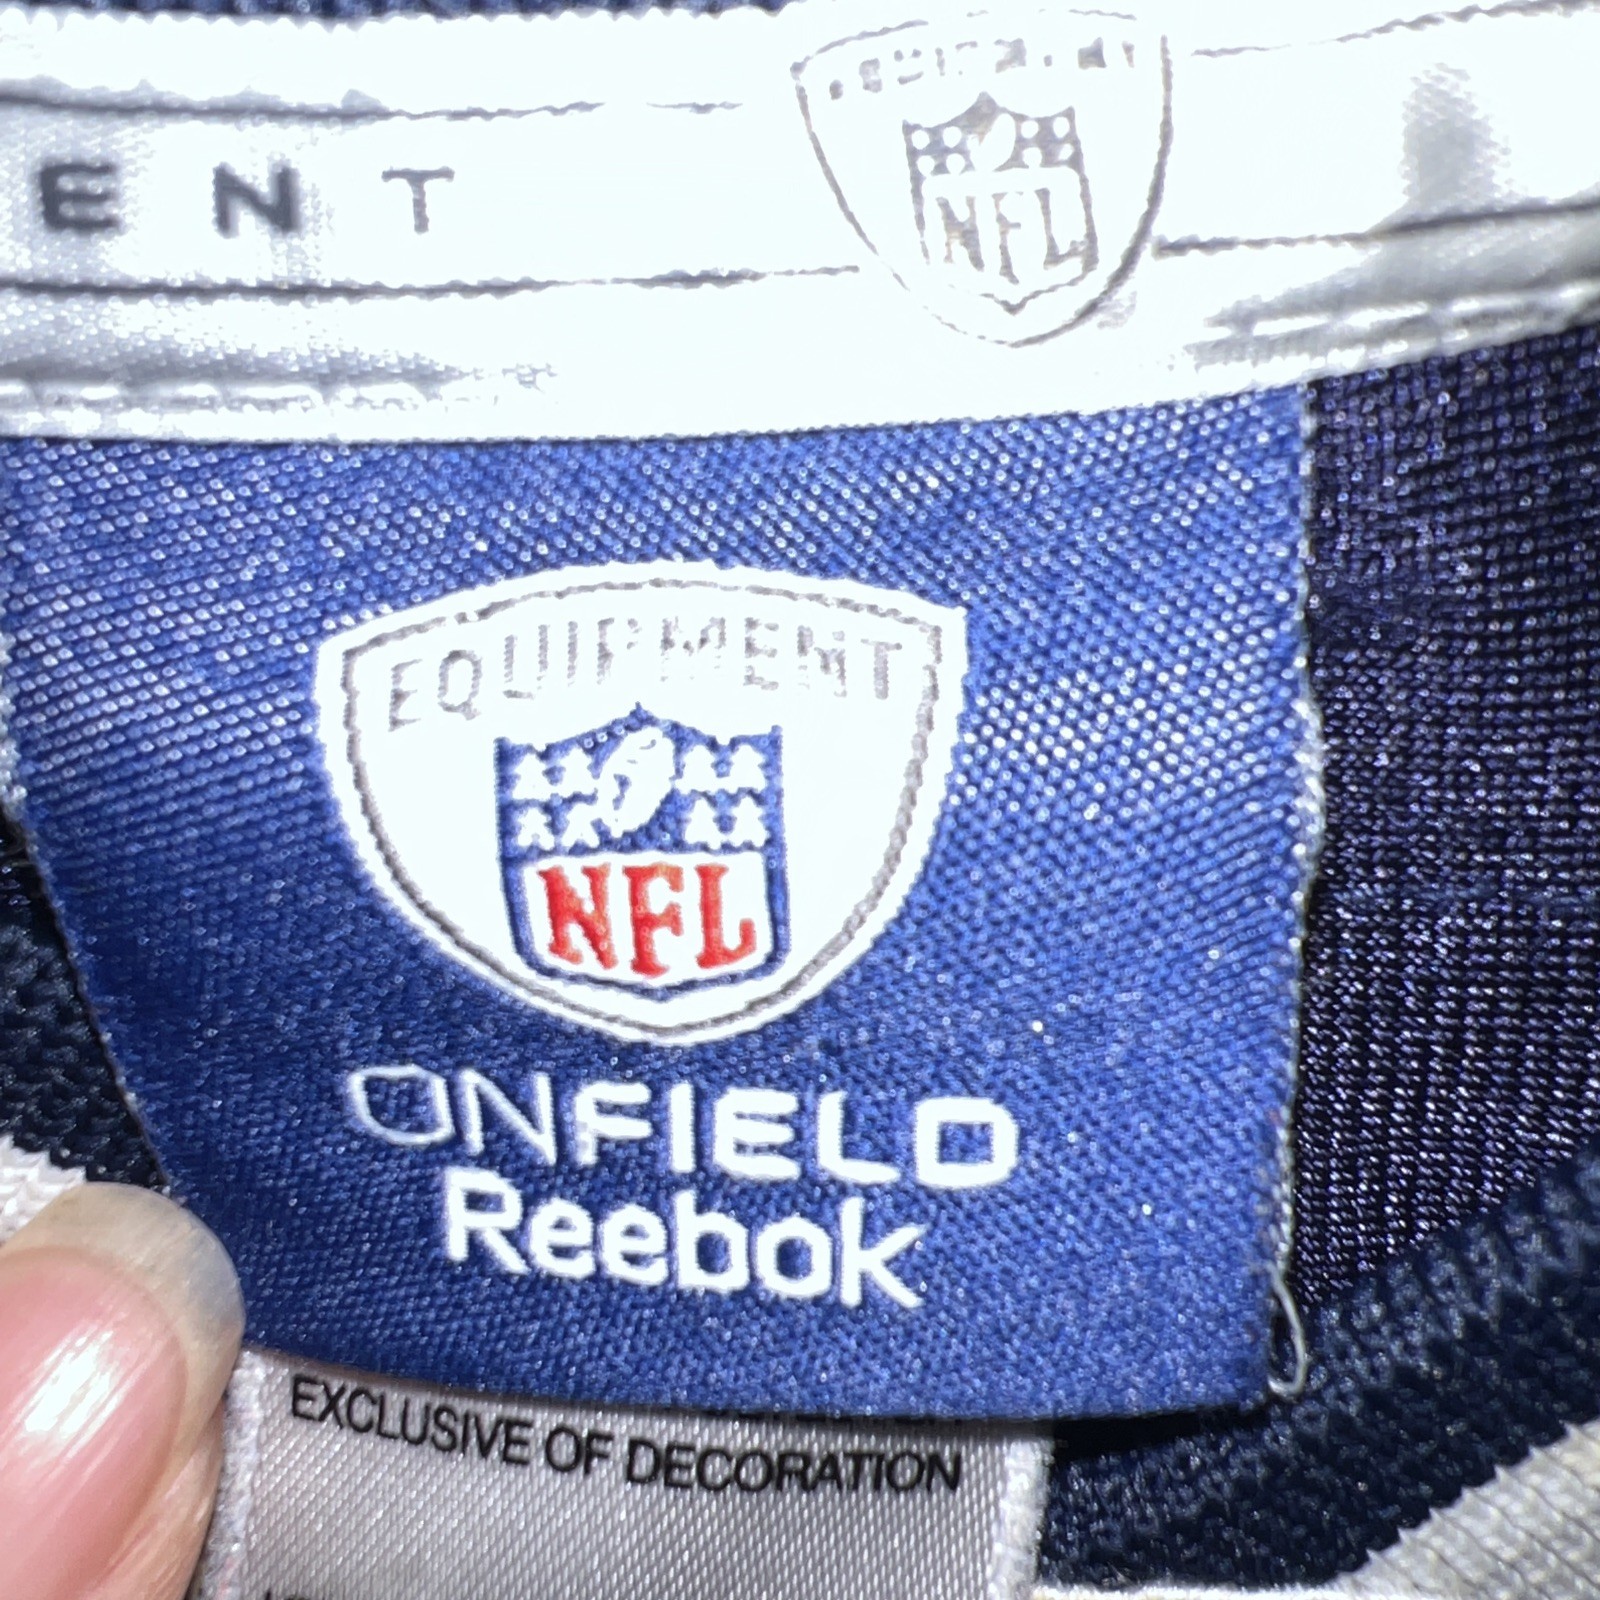 ENT
EQUIPMENT
NFL
EQUIPMENT
NFL
ONFIELD
Reebok
EXCLUSIVE OF DECORATION